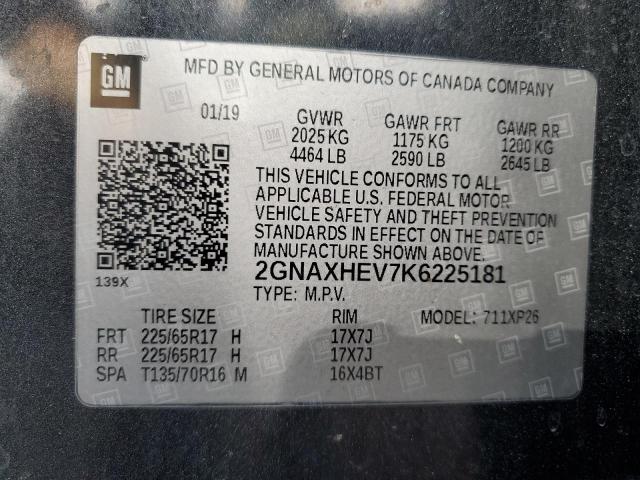 GM
MFD BY GENERAL MOTORS OF CANADA COMPANY
01/19
GVWR GAWR FRT GAWR RR
2025 KG 1175 KG 1200 KG
4464 LB 2590 LB 2645 LB
THIS VEHICLE CONFORMS TO ALL
APPLICABLE U.S. FEDERAL MOTOR
VEHICLE SAFETY AND THEFT PREVENTION
STANDARDS IN EFFECT ON THE DATE OF
MANUFACTURE SHOWN ABOVE.
2GNAXHEV7K6225181
139X
TYPE: M.P.V.
TIRE SIZE RIM MODEL: 711XP26
FRT 225/65R17 H 17X7J
RR 225/65R17 H 17X7J
SPA T135/70R16 M 16X4BT